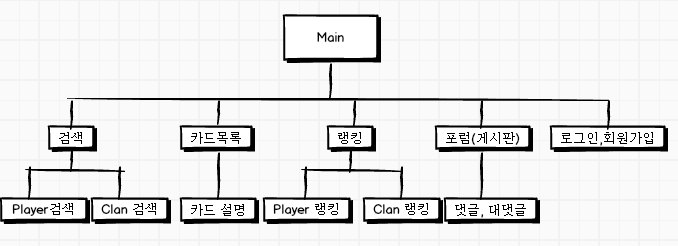 Main
검색
카드목록
랭킹
포럼(게시판)
로그인,회원가입
Player검색
Clan 검색
카드 설명
Player 랭킹
Clan 랭킹
댓글, 대댓글